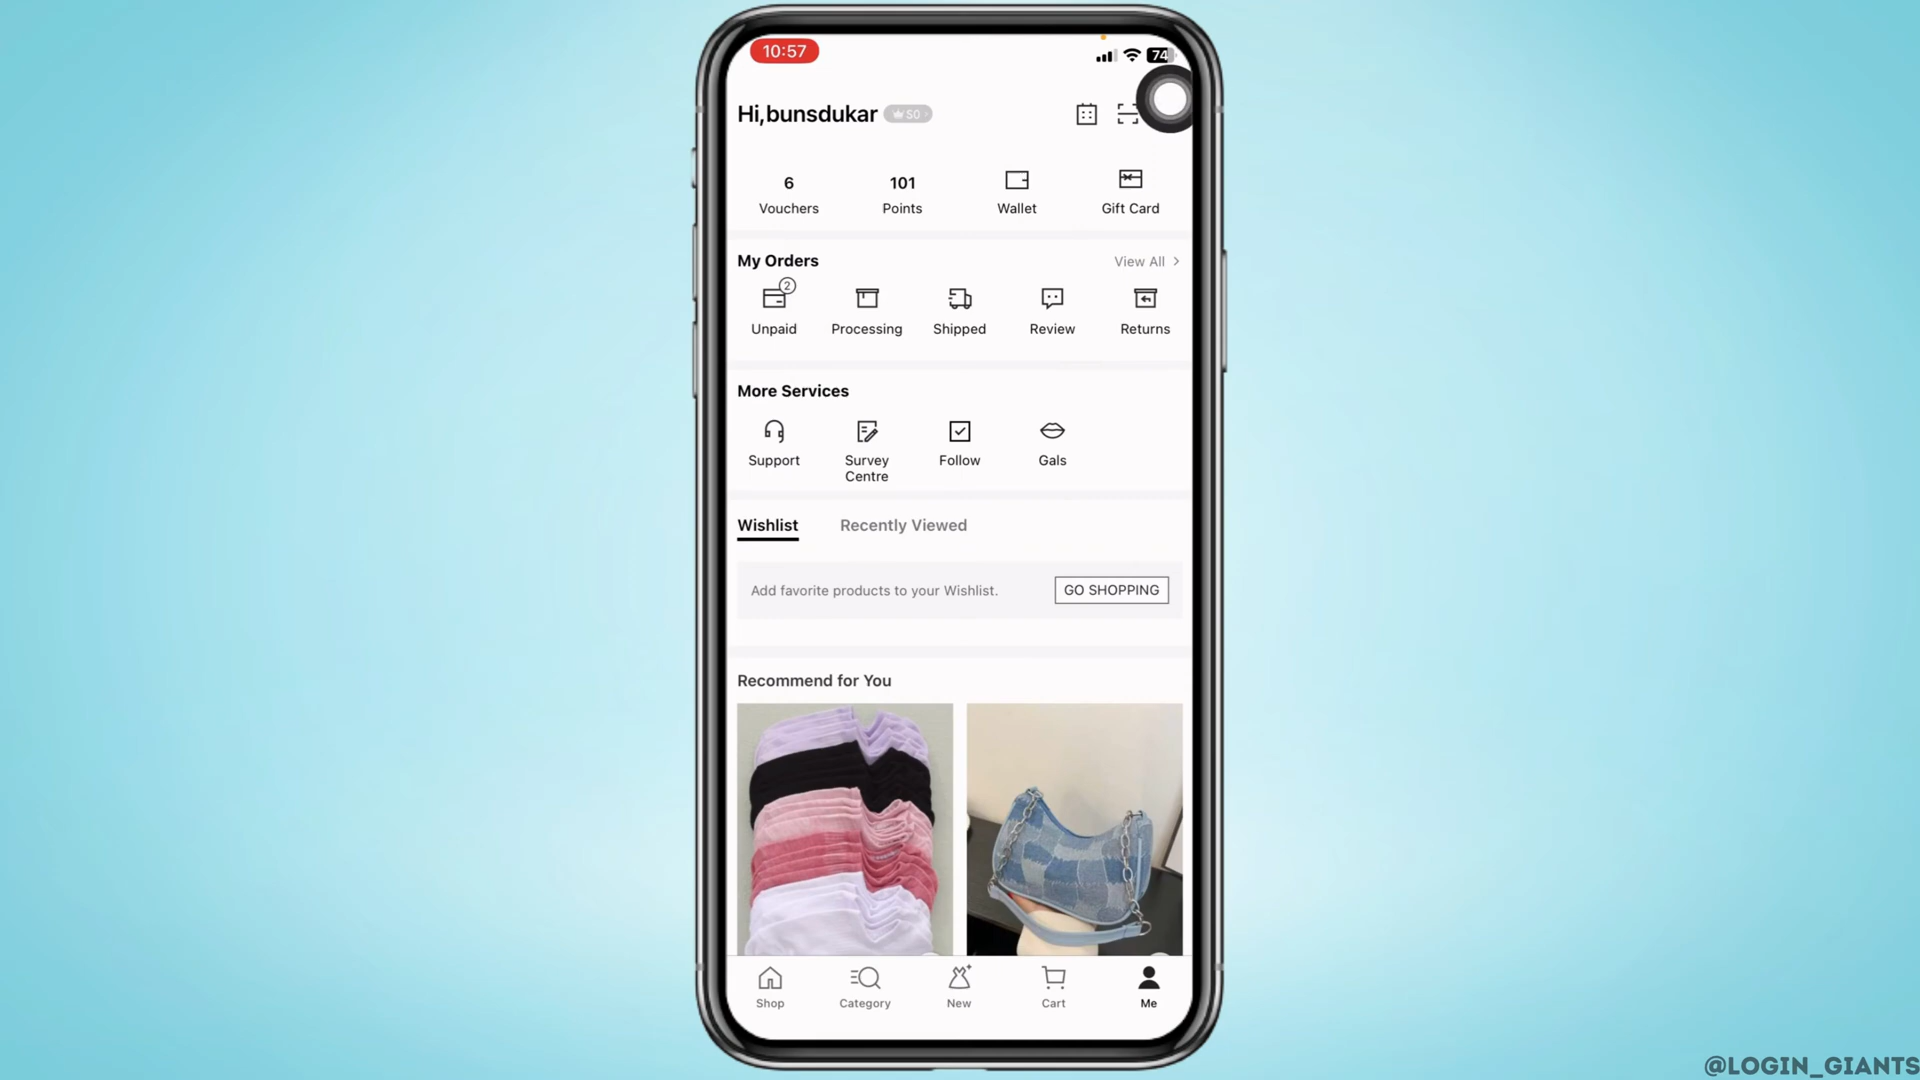 10:57
74
Hi,bunsdukar
S0
6
101
Vouchers
Points
Wallet
Gift Card
My Orders
View All
2
Unpaid
Processing
Shipped
Review
Returns
More Services
Support
Survey
Centre
Follow
Gals
Wishlist
Recently Viewed
Add favorite products to your Wishlist.
GO SHOPPING
Recommend for You
Shop
Category
New
Cart
Me
@LOGIN_GIANTS